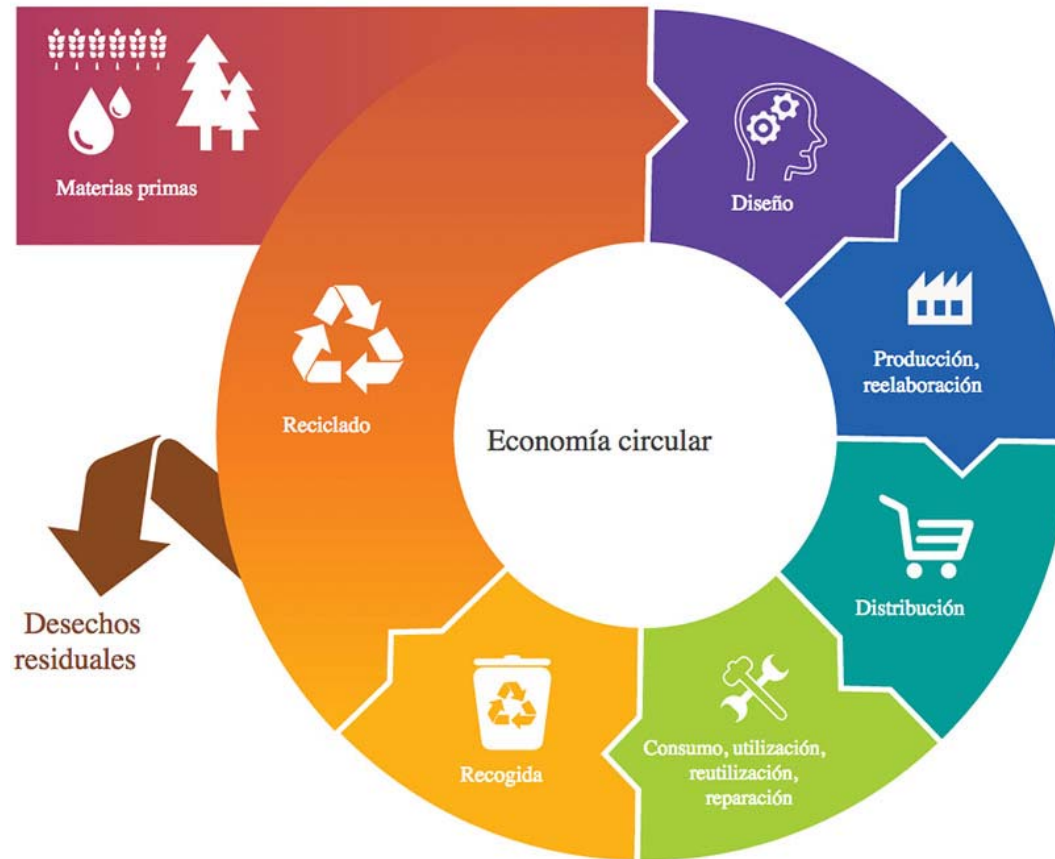 Materias primas
Diseño
Producción,
reelaboración
Distribución
Consumo, utilización,
reutilización,
reparación
Recogida
Reciclado
Economía circular
Desechos
residuales